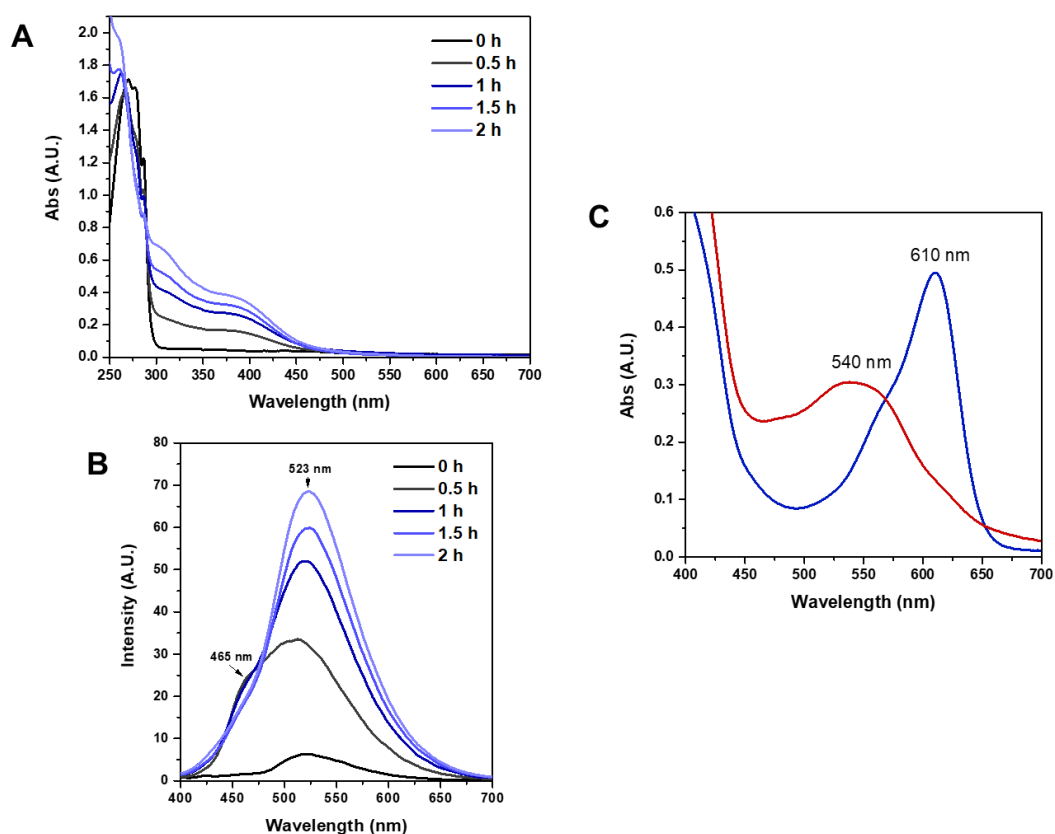 A
2.0
1.8
1.6
1.4
1.2
1.0
0.8
0.6
0.4
0.2
0.0
Abs (A.U.)
250 300 350 400 450 500 550 600 650 700
Wavelength (nm)
0 h
0.5 h
1 h
1.5 h
2 h
B
80
70
60
50
40
30
20
10
0
Intensity (A.U.)
400 450 500 550 600 650 700
Wavelength (nm)
465 nm
523 nm
0 h
0.5 h
1 h
1.5 h
2 h
C
0.6
0.5
0.4
0.3
0.2
0.1
0.0
Abs (A.U.)
400 450 500 550 600 650 700
Wavelength (nm)
610 nm
540 nm